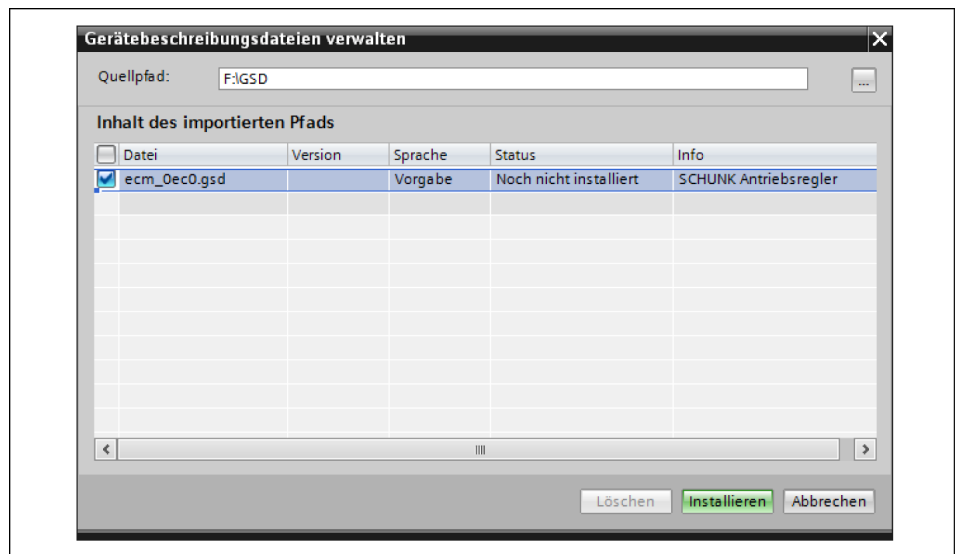 Gerätebeschreibungsdateien verwalten
Quellpfad: F:\GSD ...
Inhalt des importierten Pfads
Datei Version Sprache Status Info
ecm_0ec0.gsd Vorgabe Noch nicht installiert SCHUNK Antriebsregler
Löschen Installieren Abbrechen